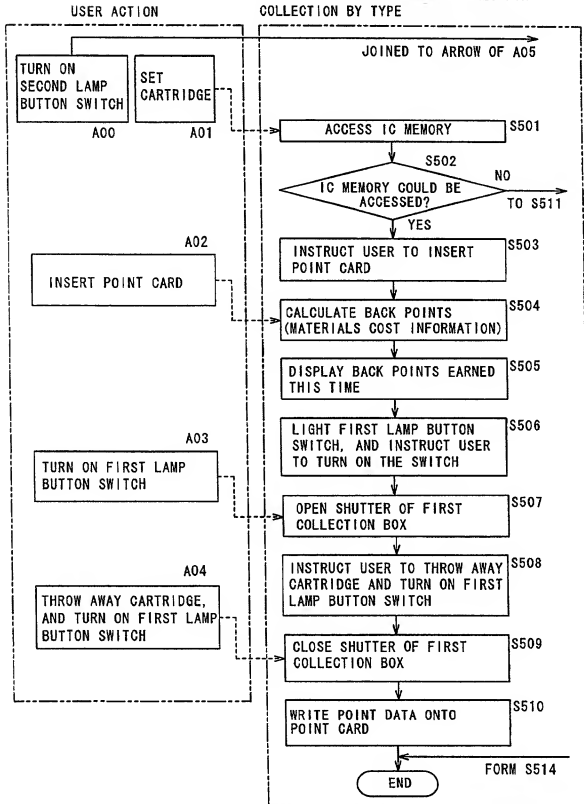 USER ACTION
COLLECTION BY TYPE
JOINED TO ARROW OF A05
TURN ON
SECOND LAMP
BUTTON SWITCH
A00
SET
CARTRIDGE
A01
ACCESS IC MEMORY
S501
S502
IC MEMORY COULD BE
ACCESSED?
NO
TO S511
YES
A02
INSERT POINT CARD
INSTRUCT USER TO INSERT
POINT CARD
S503
CALCULATE BACK POINTS
(MATERIALS COST INFORMATION)
S504
DISPLAY BACK POINTS EARNED
THIS TIME
S505
LIGHT FIRST LAMP BUTTON
SWITCH, AND INSTRUCT USER
TO TURN ON THE SWITCH
S506
A03
TURN ON FIRST LAMP
BUTTON SWITCH
OPEN SHUTTER OF FIRST
COLLECTION BOX
S507
INSTRUCT USER TO THROW AWAY
CARTRIDGE AND TURN ON FIRST
LAMP BUTTON SWITCH
S508
A04
THROW AWAY CARTRIDGE,
AND TURN ON FIRST LAMP
BUTTON SWITCH
CLOSE SHUTTER OF FIRST
COLLECTION BOX
S509
WRITE POINT DATA ONTO
POINT CARD
S510
FORM S514
END